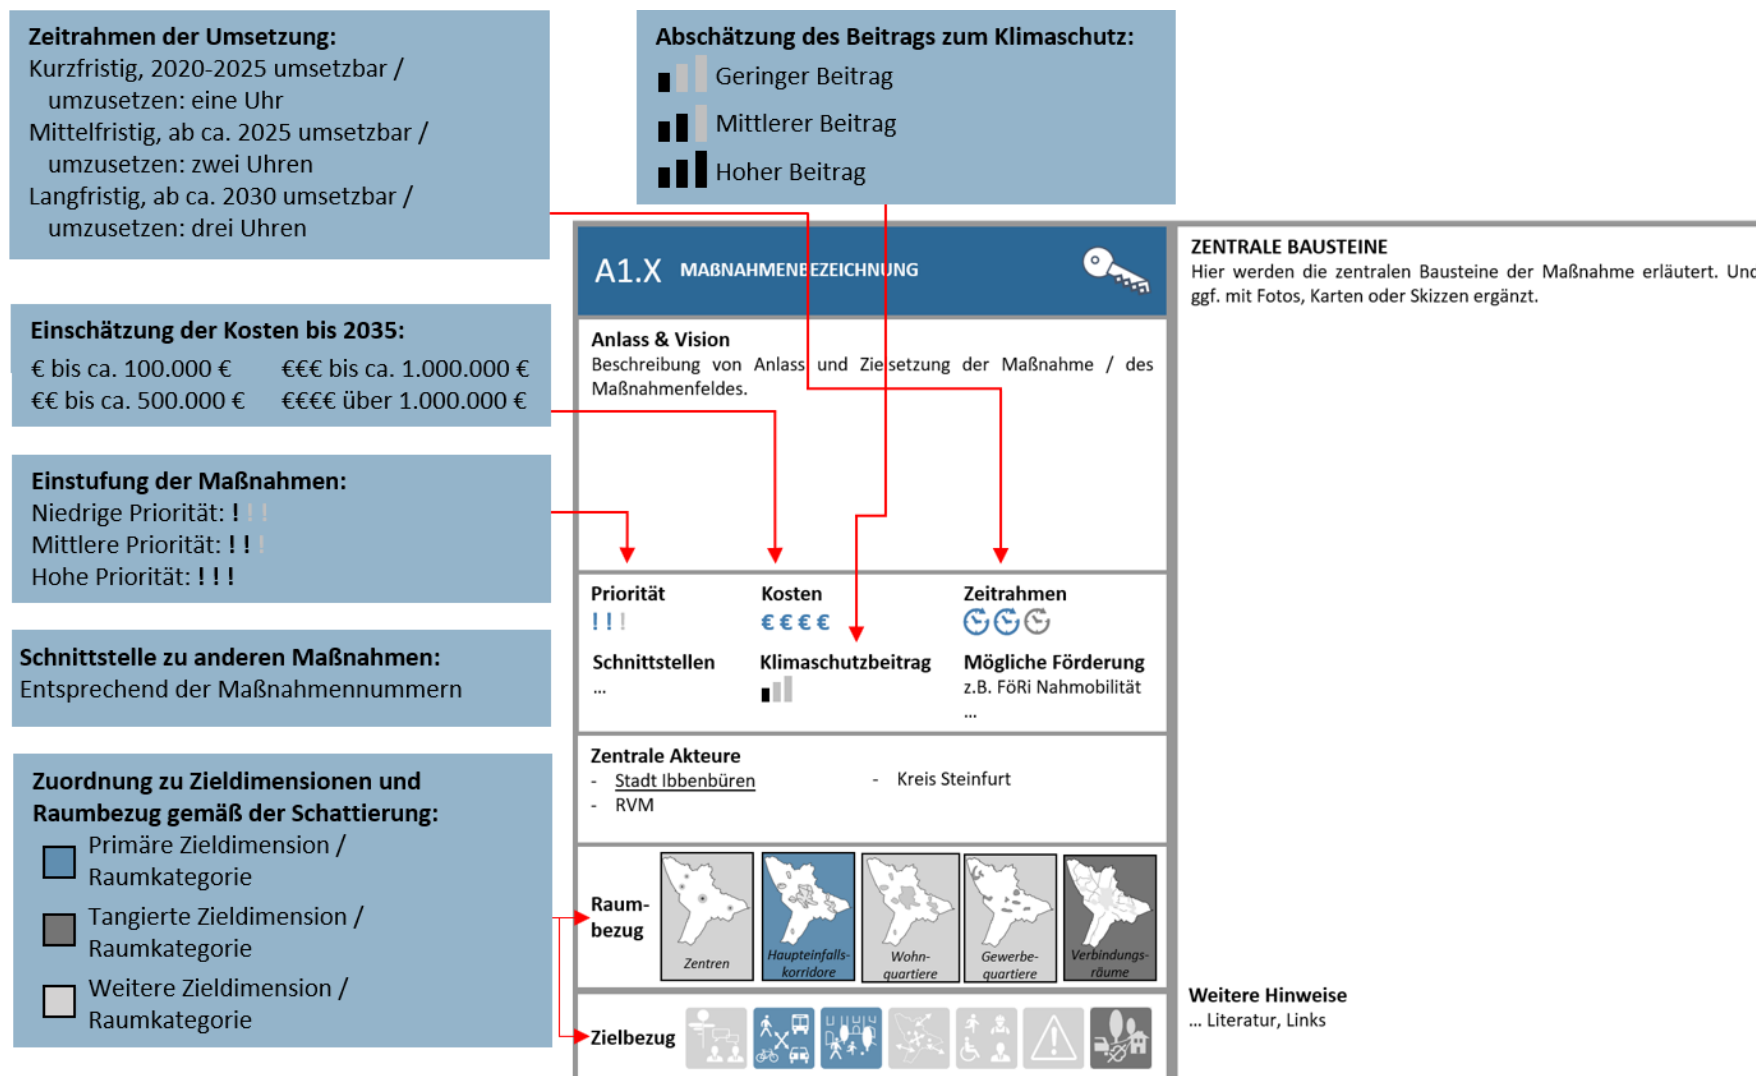 Zeitrahmen der Umsetzung:
Kurzfristig, 2020-2025 umsetzbar /
umzusetzen: eine Uhr
Mittelfristig, ab ca. 2025 umsetzbar /
umzusetzen: zwei Uhren
Langfristig, ab ca. 2030 umsetzbar /
umzusetzen: drei Uhren
Abschätzung des Beitrags zum Klimaschutz:
Geringer Beitrag
Mittlerer Beitrag
Hoher Beitrag
Einschätzung der Kosten bis 2035:
€ bis ca. 100.000 € €€€ bis ca. 1.000.000 €
€€ bis ca. 500.000 € €€€€ über 1.000.000 €
Einstufung der Maßnahmen:
Niedrige Priorität: ! ! !
Mittlere Priorität: ! ! !
Hohe Priorität: ! ! !
Schnittstelle zu anderen Maßnahmen:
Entsprechend der Maßnahmennummern
Zuordnung zu Zieldimensionen und
Raumbezug gemäß der Schattierung:
Primäre Zieldimension /
Raumkategorie
Tangierte Zieldimension /
Raumkategorie
Weitere Zieldimension /
Raumkategorie
A1.X MAßNAHMENBEZEICHNUNG
Anlass & Vision
Beschreibung von Anlass und Zielsetzung der Maßnahme / des
Maßnahmenfeldes.
Priorität Kosten Zeitrahmen
! ! ! € € € €
Schnittstellen Klimaschutzbeitrag Mögliche Förderung
... z.B. FöRi Nahmobilität
...
Zentrale Akteure
- Stadt Ibbenbüren - Kreis Steinfurt
- RVM
Raum-
bezug
Zentren
Haupteinfalls-
korridore
Wohn-
quartiere
Gewerbe-
quartiere
Verbindungs-
räume
Zielbezug
ZENTRALE BAUSTEINE
Hier werden die zentralen Bausteine der Maßnahme erläutert. Und
ggf. mit Fotos, Karten oder Skizzen ergänzt.
Weitere Hinweise
... Literatur, Links